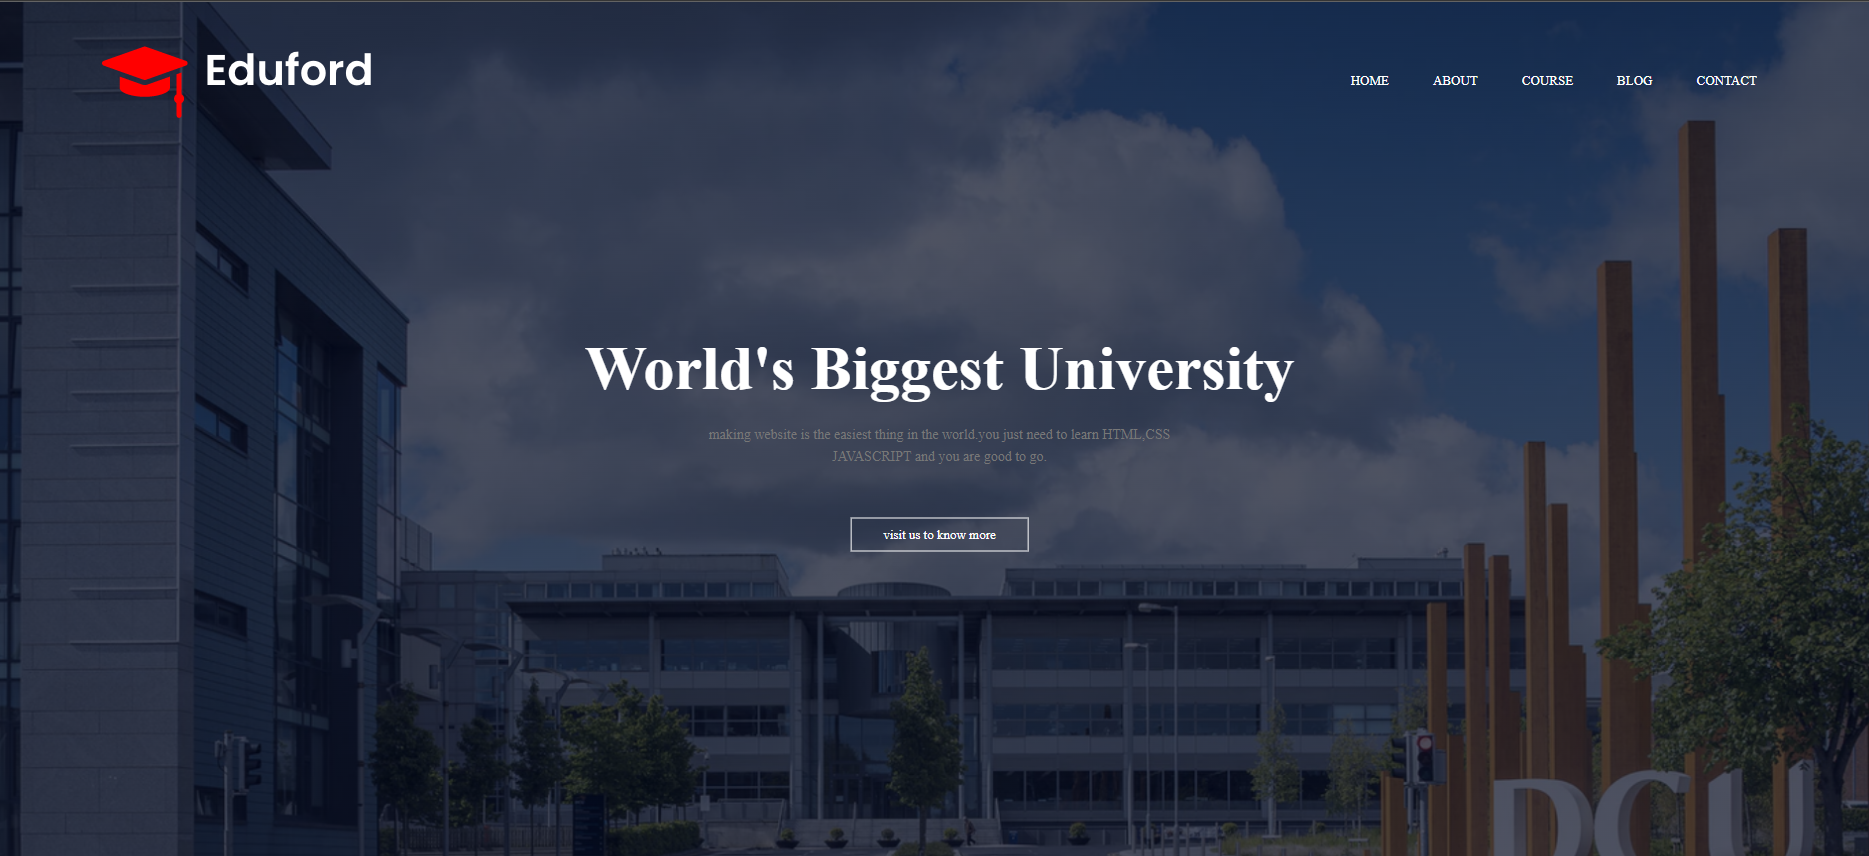 Eduford
HOME ABOUT COURSE BLOG CONTACT
World's Biggest University
making website is the easiest thing in the world.you just need to learn HTML,CSS
JAVASCRIPT and you are good to go.
visit us to know more
DCU